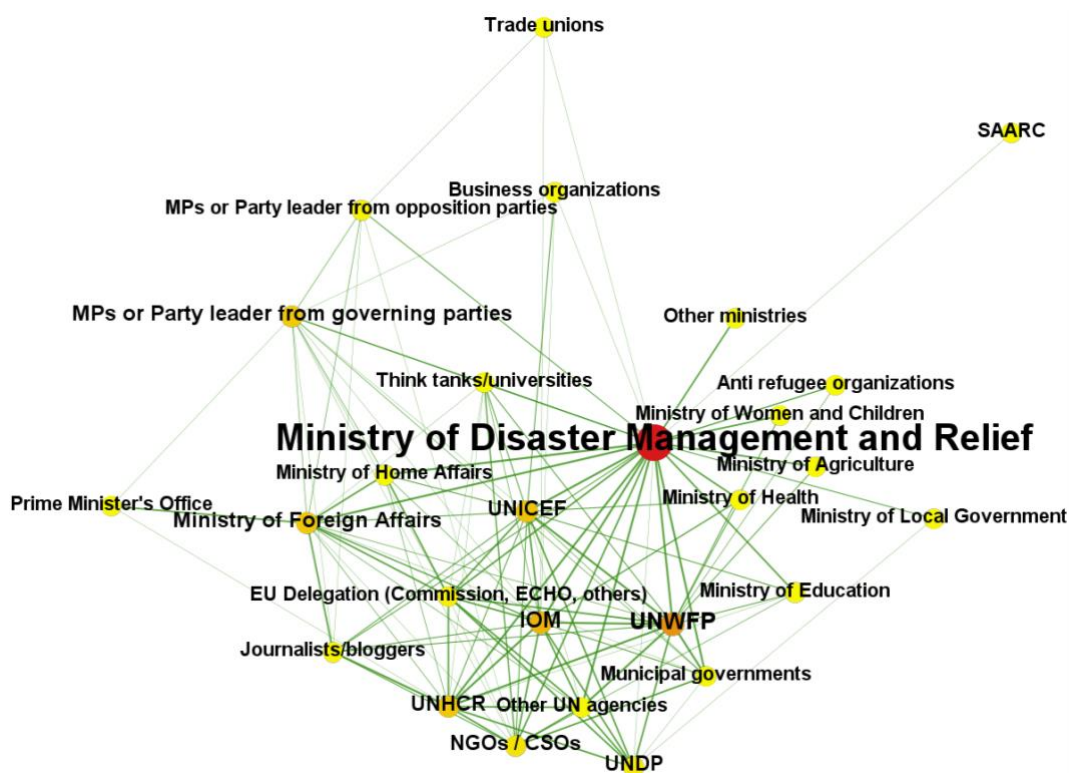 Trade unions
SAARC
Business organizations
MPs or Party leader from opposition parties
MPs or Party leader from governing parties
Other ministries
Think tanks/universities
Anti refugee organizations
Ministry of Women and Children
Ministry of Disaster Management and Relief
Ministry of Agriculture
Ministry of Home Affairs
Ministry of Health
Prime Minister's Office
UNICEF
Ministry of Foreign Affairs
Ministry of Local Government
EU Delegation (Commission, ECHO, others)
Ministry of Education
IOM
UNWFP
Journalists/bloggers
Municipal governments
UNHCR
Other UN agencies
NGOs / CSOs
UNDP